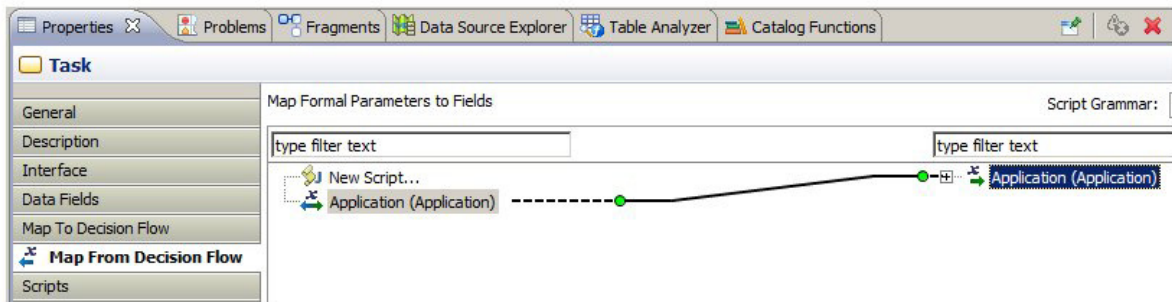 Properties Problems Fragments Data Source Explorer Table Analyzer Catalog Functions
Task
General
Description
Interface
Data Fields
Map To Decision Flow
Map From Decision Flow
Scripts
Map Formal Parameters to Fields Script Grammar:
type filter text type filter text
New Script...
Application (Application) Application (Application)